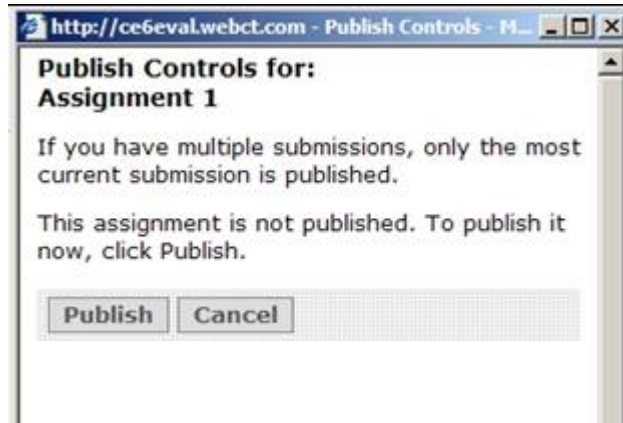 http://ce6eval.webct.com - Publish Controls - M...
Publish Controls for:
Assignment 1
If you have multiple submissions, only the most
current submission is published.
This assignment is not published. To publish it
now, click Publish.
Publish Cancel